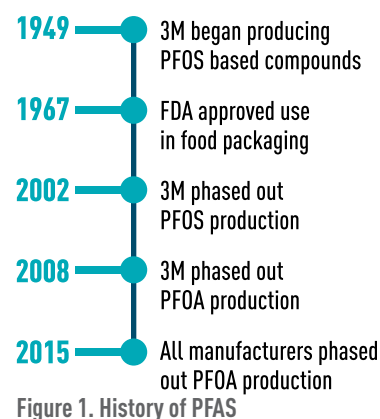 1949 3M began producing
PFOS based compounds
1967 FDA approved use
in food packaging
2002 3M phased out
PFOS production
2008 3M phased out
PFOA production
2015 All manufacturers phased
out PFOA production
Figure 1. History of PFAS